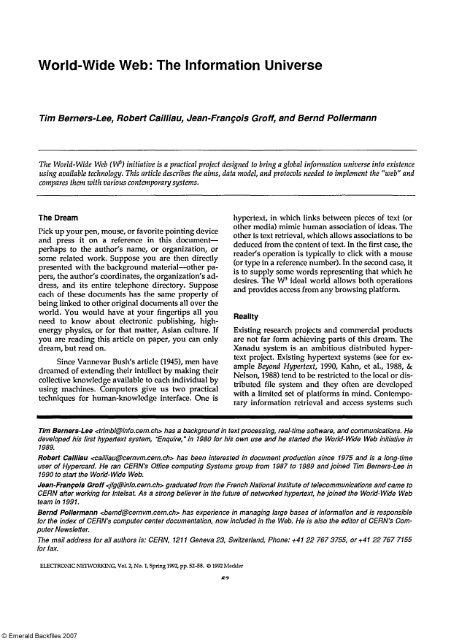 World-Wide Web: The Information Universe
Tim Berners-Lee, Robert Cailliau, Jean-François Groff, and Bernd Pollermann
The World-Wide Web (W³) initiative is a practical project designed to bring a global information universe into existence
using available technology. This article describes the aims, data model, and protocols needed to implement the "web" and
compares them with various contemporary systems.
The Dream
Pick up your pen, mouse, or favorite pointing device
and press it on a reference in this document—
perhaps to the author's name, or organization, or
some related work. Suppose you are then directly
presented with the background material—other pa-
pers, the author's coordinates, the organization's ad-
dress, and its entire telephone directory. Suppose
each of these documents has the same property of
being linked to other original documents all over the
world. You would have at your fingertips all you
need to know about electronic publishing, high-
energy physics, or for that matter, Asian culture. If
you are reading this article on paper, you can only
dream, but read on.
Since Vannevar Bush's article (1945), men have
dreamed of extending their intellect by making their
collective knowledge available to each individual by
using machines. Computers give us two practical
techniques for human-knowledge interface. One is
hypertext, in which links between pieces of text (or
other media) mimic human association of ideas. The
other is text retrieval, which allows associations to be
deduced from the content of text. In the first case, the
reader's operation is typically to click with a mouse
(or type in a reference number). In the second case, it
is to supply some words representing that which he
desires. The W³ ideal world allows both operations
and provides access from any browsing platform.
Reality
Existing research projects and commercial products
are not far form achieving parts of this dream. The
Xanadu system is an ambitious distributed hyper-
text project. Existing hypertext systems (see for ex-
ample Beyond Hypertext, 1990, Kahn, et al., 1988, &
Nelson, 1988) tend to be restricted to the local or dis-
tributed file system and they often are developed
with a limited set of platforms in mind. Contempo-
rary information retrieval and access systems such
Tim Berners-Lee <timbl@info.cern.ch> has a background in text processing, real-time software, and communications. He
developed his first hypertext system, "Enquire," in 1980 for his own use and he started the World-Wide Web initiative in
1989.
Robert Cailliau <cailliau@cernvm.cern.ch> has been interested in document production since 1975 and is a long-time
user of Hypercard. He ran CERN's Office computing Systems group from 1987 to 1989 and joined Tim Berners-Lee in
1990 to start the World-Wide Web.
Jean-François Groff <jfg@info.cern.ch> graduated from the French National Institute of telecommunications and came to
CERN after working for Intelsat. As a strong believer in the future of networked hypertext, he joined the World-Wide Web
team in 1991.
Bernd Pollermann <bernd@cernvm.cern.ch> has experience in managing large bases of information and is responsible
for the index of CERN's computer center documentation, now included in the Web. He is also the editor of CERN's Com-
puter Newsletter.
The mail address for all authors is: CERN, 1211 Geneva 23, Switzerland, Phone: +41 22 767 3755, or +41 22 767 7155
for fax.
ELECTRONIC NETWORKING, Vol. 2, No. 1, Spring 1992, pp. 52-58. © 1992 Meckler
© Emerald Backfiles 2007